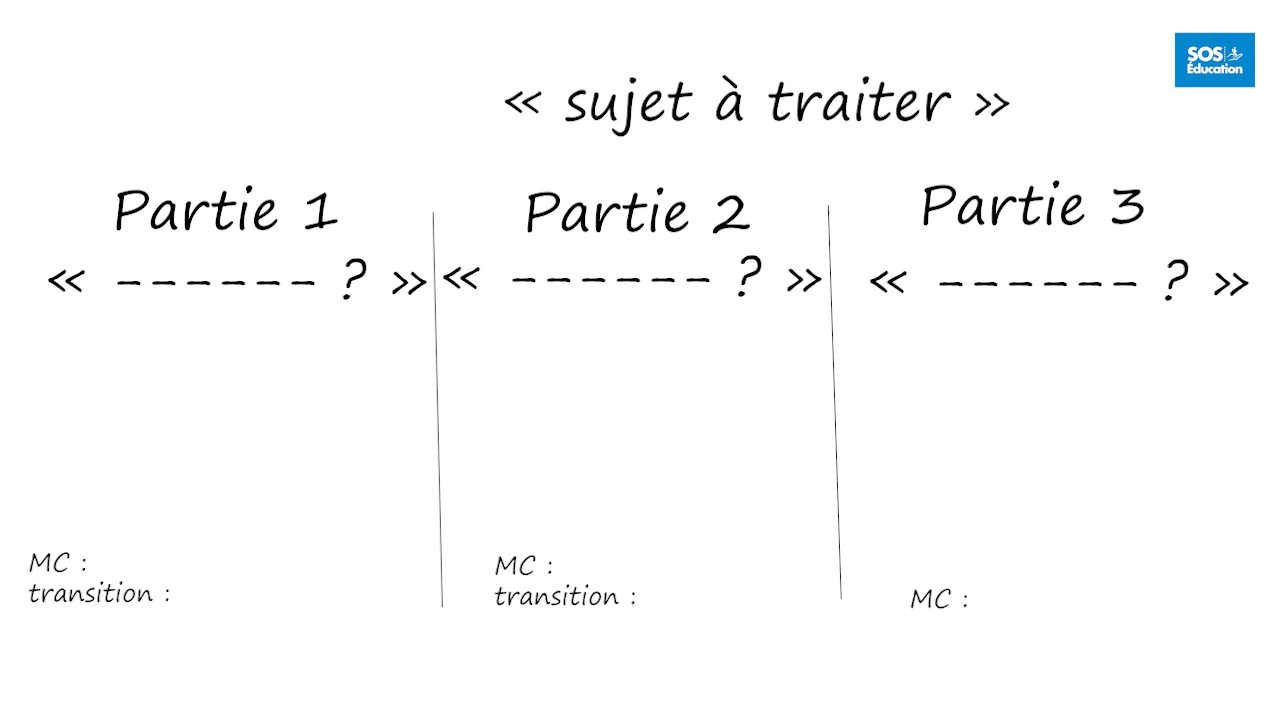 SOS
Éducation
« sujet à traiter »
Partie 1
« ------ ? »
MC :
transition :
Partie 2
« ------ ? »
MC :
transition :
Partie 3
« ------ ? »
MC :